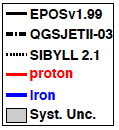 EPOSv1.99
QGSJETII-03
SIBYLL 2.1
proton
Iron
Syst. Unc.